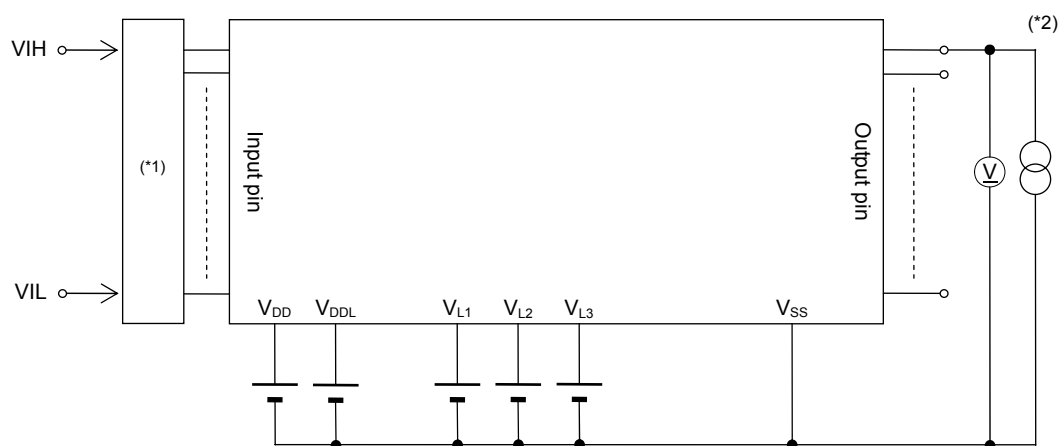 (*2)
VIH
(*1)
Input pin
Output pin
V
VIL
VDD
VDDL
VL1
VL2
VL3
VSS